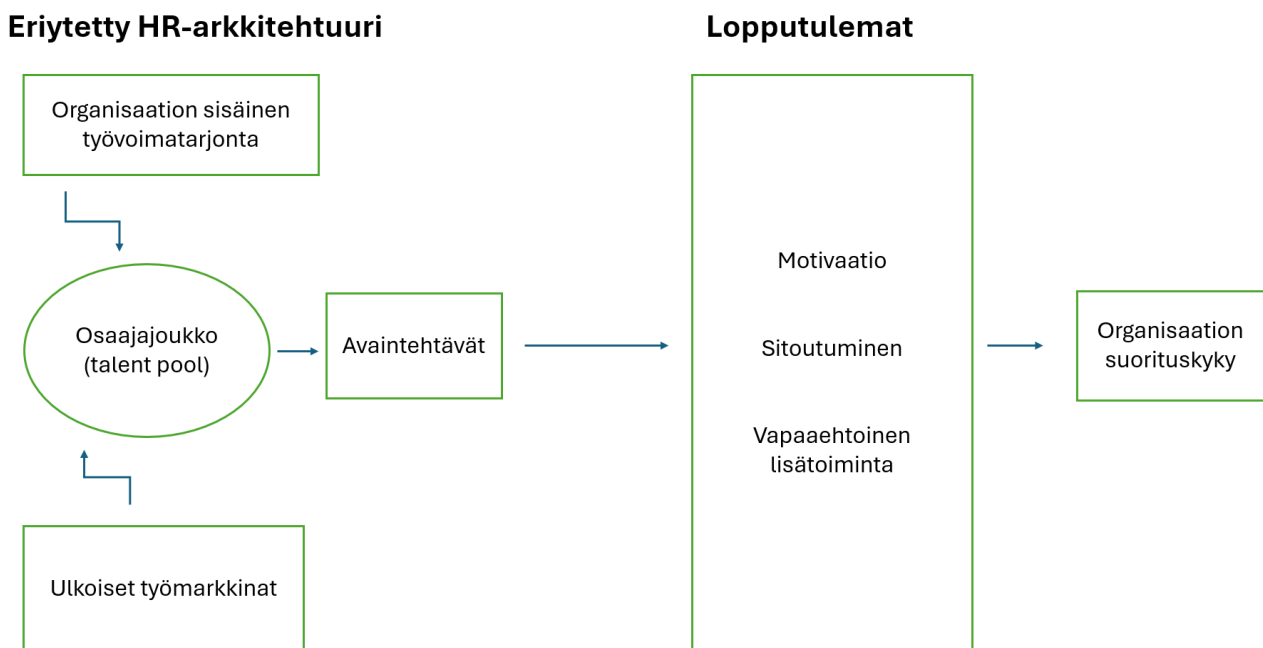 Eriytetty HR-arkkitehtuuri
Lopputulemat
Organisaation sisäinen
työvoimatarjonta
Osaajajoukko
(talent pool)
Avaintehtävät
Ulkoiset työmarkkinat
Motivaatio
Sitoutuminen
Vapaaehtoinen
lisätoiminta
Organisaation
suorituskyky